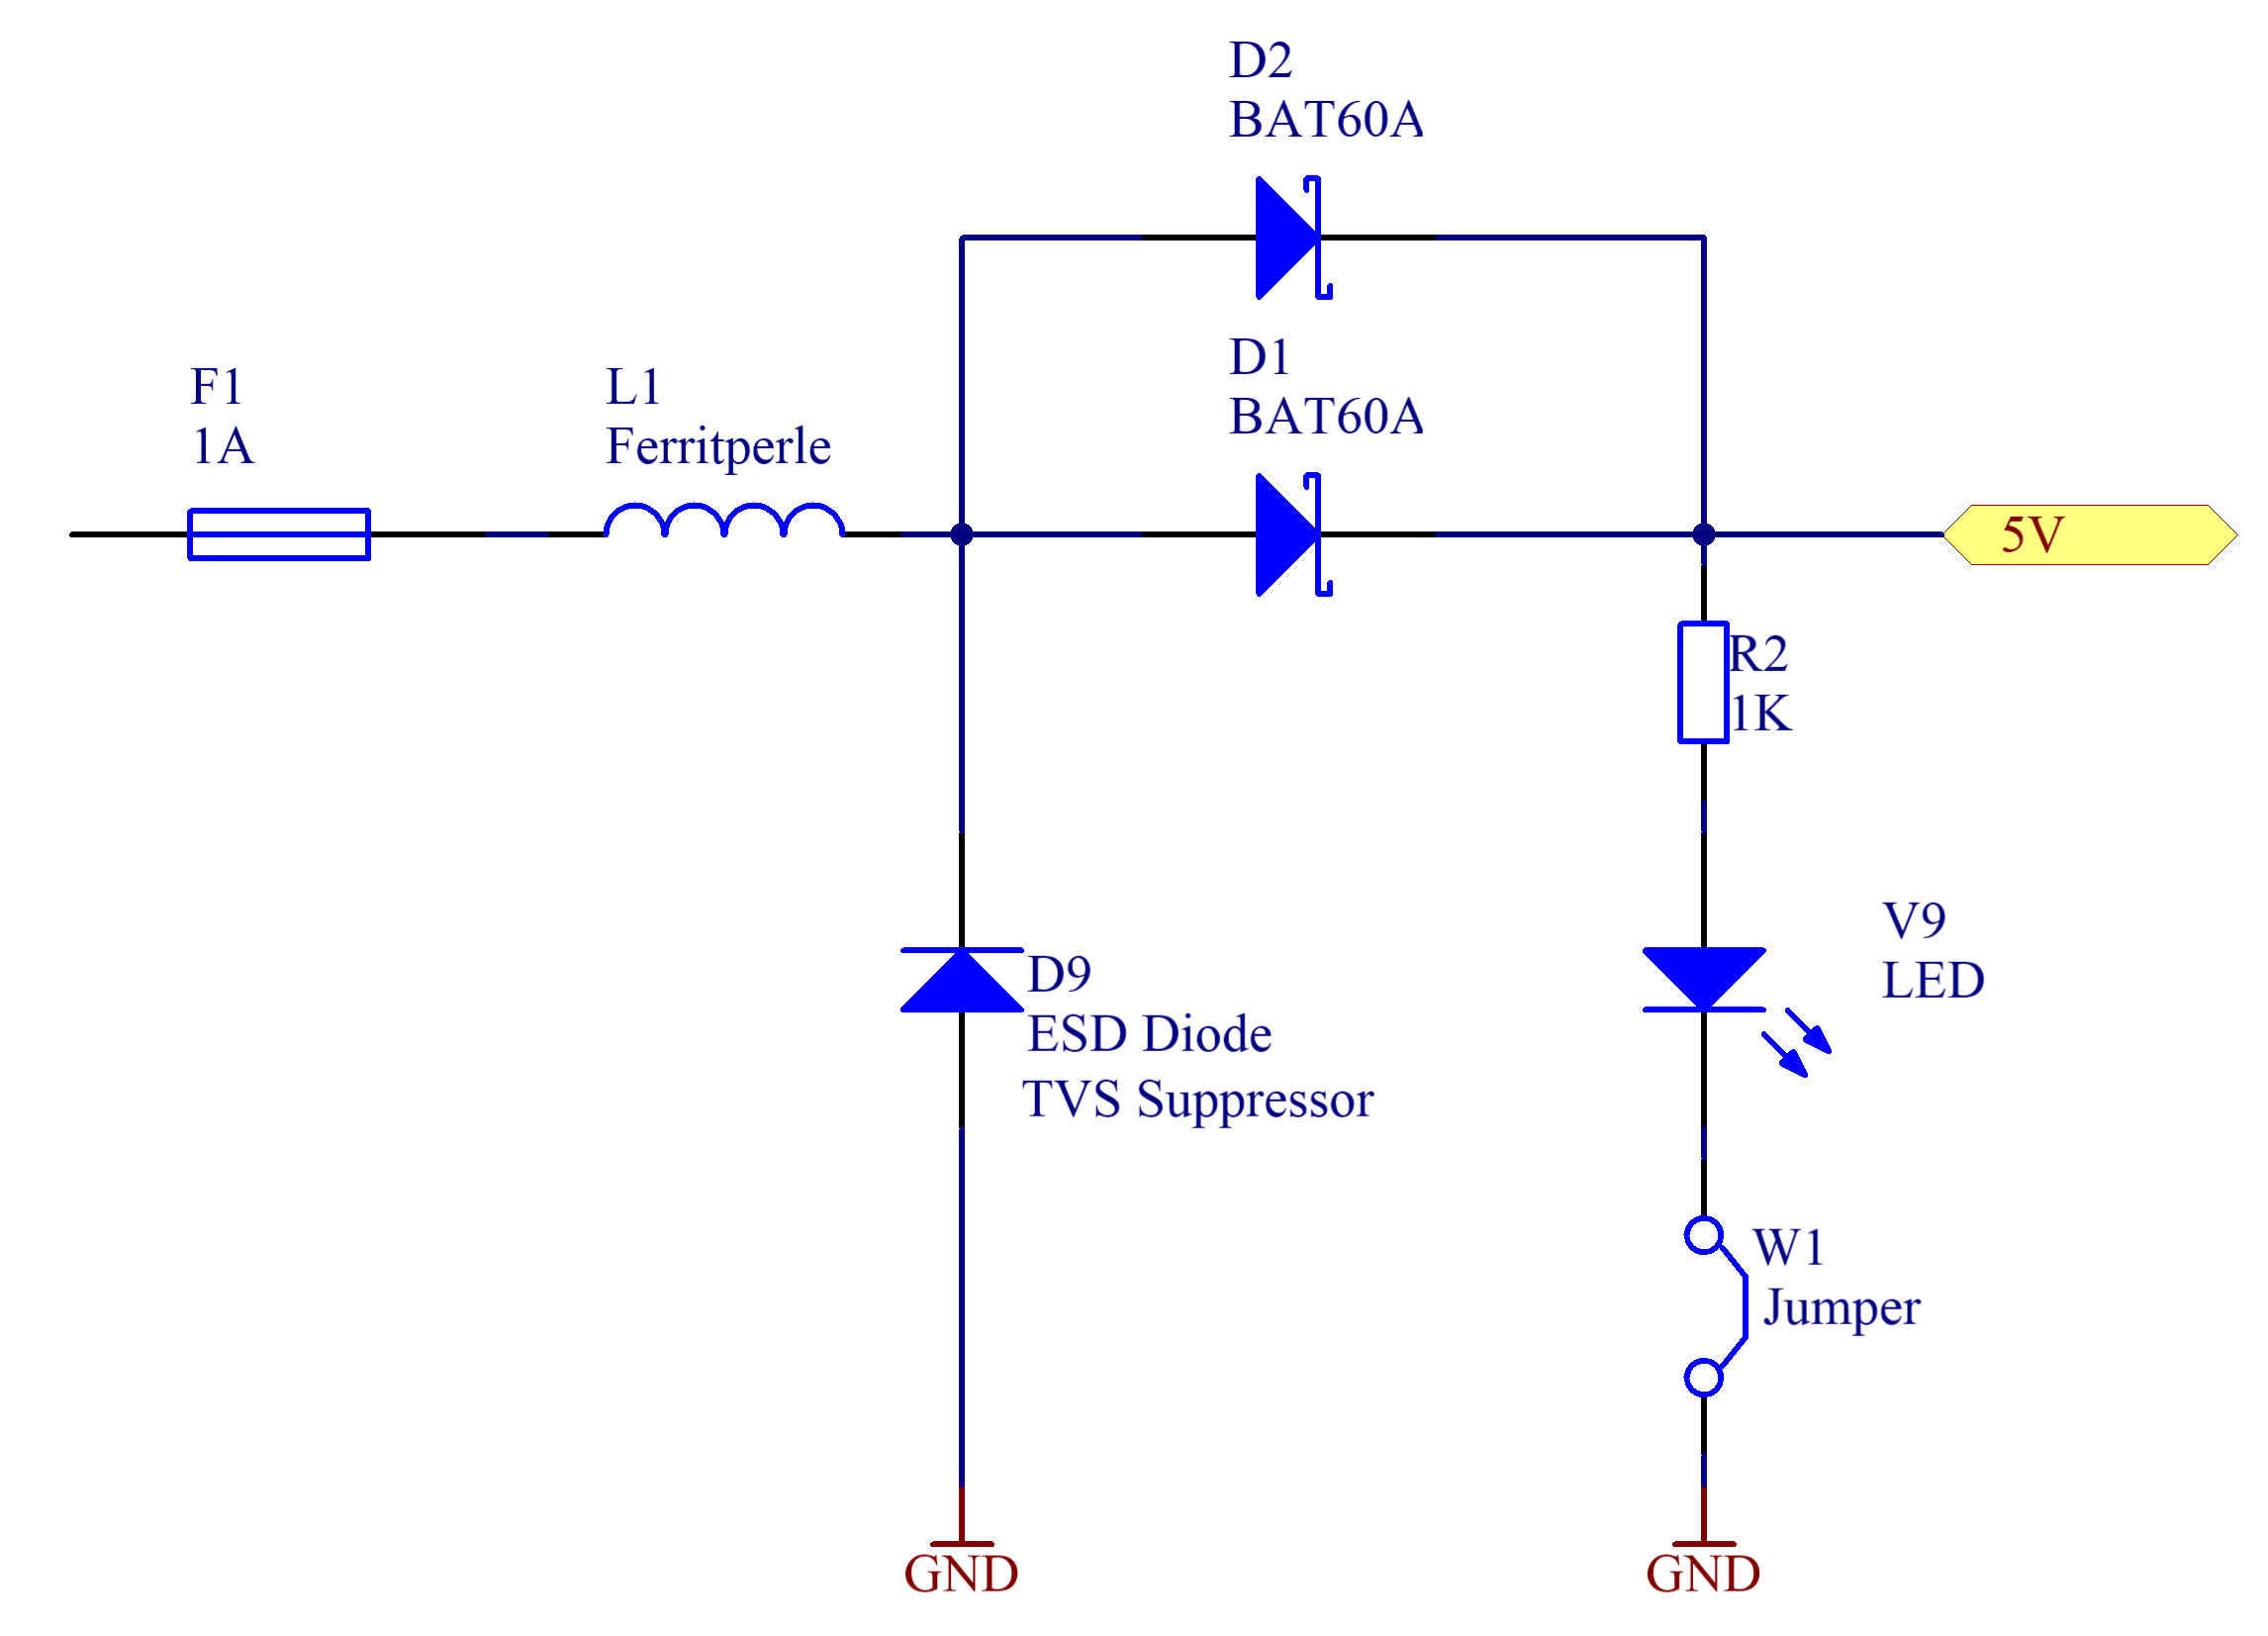 D2
BAT60A
D1
BAT60A
F1
1A
L1
Ferritperle
5V
R2
1K
V9
LED
D9
ESD Diode
TVS Suppressor
W1
Jumper
GND
GND